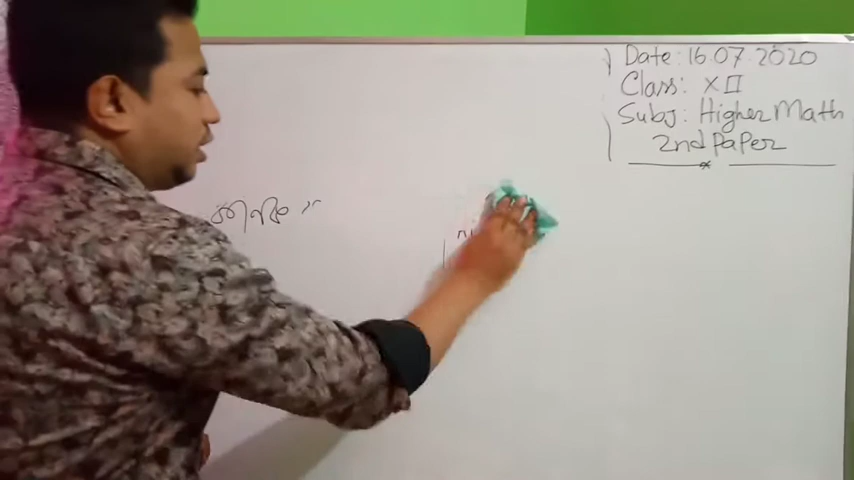 Date: 16.07.2020
Class: XII
Subj: Higher Math
2nd Paper